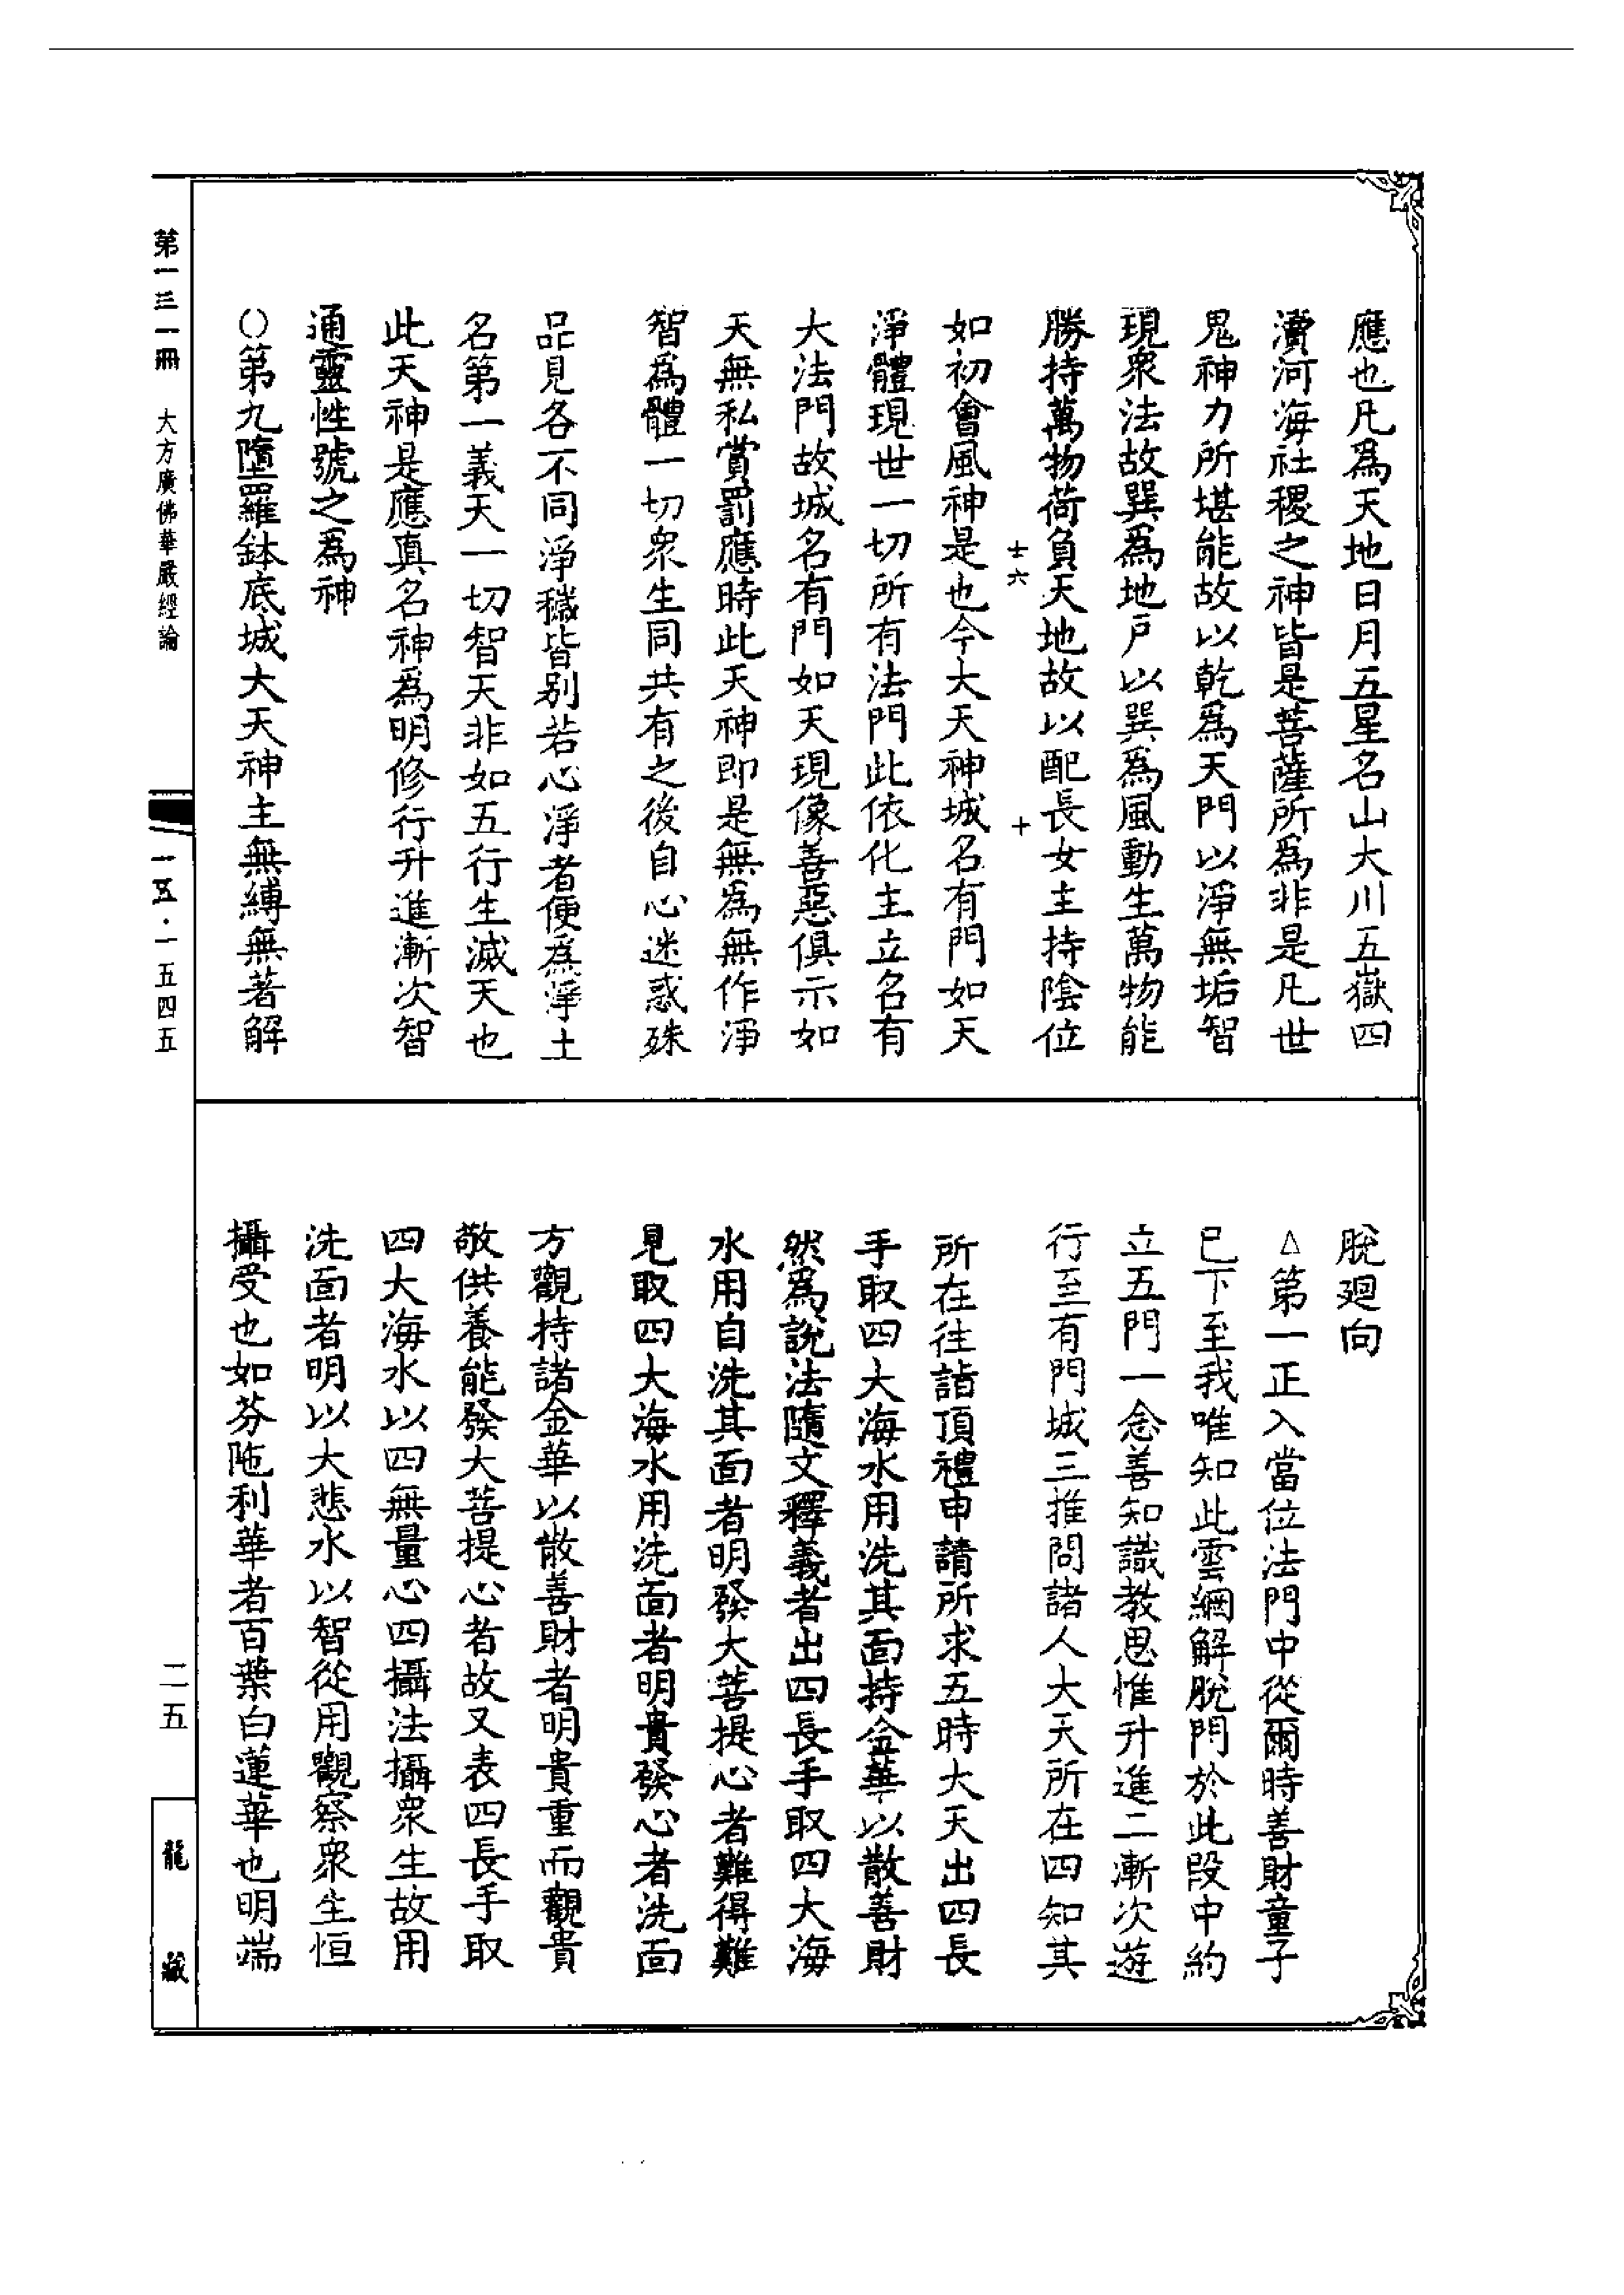 應也凡為天地日月五星名山大川五嶽四
瀆河海社稷之神皆是菩薩所為非是凡世
鬼神力所堪能故以乾為天門以淨無垢智
現衆法故巽為地戶以巽為風動生萬物能
勝持萬物荷負天地故以配長女主持陰位
士六 十
如初會風神是也今大天神城名有門如天
淨體現世一切所有法門此依化主立名有
大法門故城名有門如天現像善惡俱示如
天無私賞罰應時此天神即是無為無作淨
智為體一切衆生同共有之後自心迷惑殊
品見各不同淨穢皆別若心淨者便為淨土
名第一義天一切智天非如五行生滅天也
此天神是應真名神為明修行升進漸次智
通靈性號之為神
○第九墮羅鉢底城大天神主無縛無著解
脫廻向
△第一正入當位法門中從爾時善財童子
已下至我唯知此雲網解脫門於此段中約
立五門一念善知識教思惟升進二漸次遊
行至有門城三推問諸人大天所在四知其
所在往詣頂禮申請所求五時大天出四長
手取四大海水用洗其面持金華以散善財
然為說法隨文釋義者出四長手取四大海
水用自洗其面者明發大菩提心者難得難
見取四大海水用洗面者明貴發心者洗面
方觀持諸金華以散善財者明貴重而觀貴
敬供養能發大菩提心者故又表四長手取
四大海水以四無量心四攝法攝衆生故用
洗面者明以大悲水以智從用觀察衆生恒
攝受也如芬陁利華者百葉白蓮華也明端
第一三一冊 大方廣佛華嚴經論
一五·一五四五
二五
龍藏